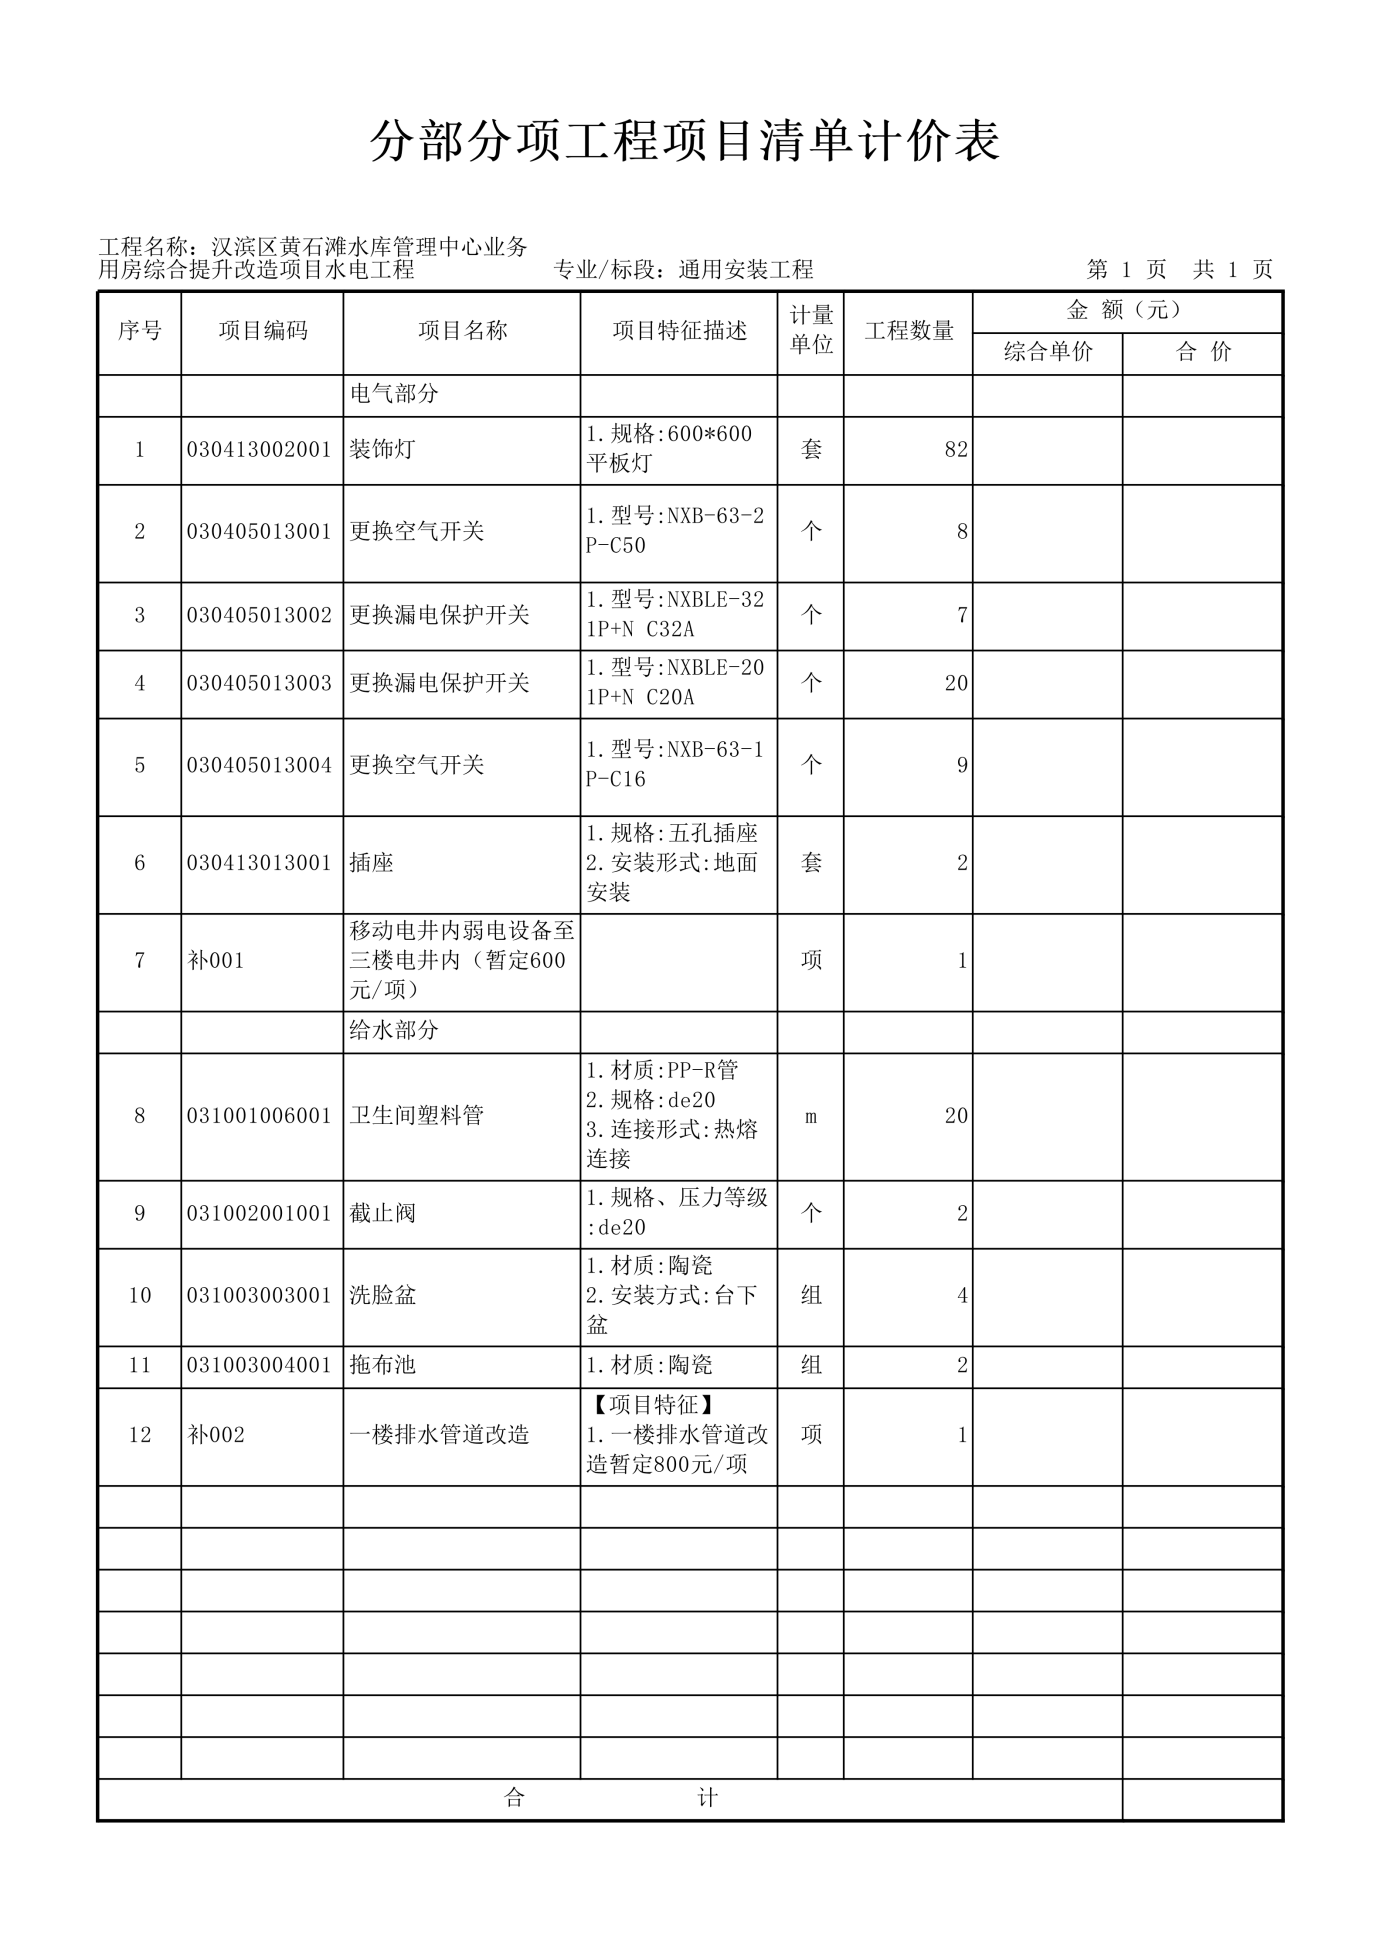 分部分项工程项目清单计价表
工程名称：汉滨区黄石滩水库管理中心业务
用房综合提升改造项目水电工程 专业/标段：通用安装工程 第 1 页 共 1 页
序号 项目编码 项目名称 项目特征描述 计量 工程数量 金 额（元）
单位
综合单价 合 价
电气部分
1 030413002001 装饰灯 1.规格:600*600 套 82
平板灯
2 030405013001 更换空气开关 1.型号:NXB-63-2 个 8
P-C50
3 030405013002 更换漏电保护开关 1.型号:NXBLE-32 个 7
1P+N C32A
4 030405013003 更换漏电保护开关 1.型号:NXBLE-20 个 20
1P+N C20A
5 030405013004 更换空气开关 1.型号:NXB-63-1 个 9
P-C16
1.规格:五孔插座
6 030413013001 插座 2.安装形式:地面 套 2
安装
移动电井内弱电设备至
7 补001 三楼电井内（暂定600 项 1
元/项）
给水部分
1.材质:PP-R管
2.规格:de20
8 031001006001 卫生间塑料管 3.连接形式:热熔 m 20
连接
9 031002001001 截止阀 1.规格、压力等级 个 2
:de20
1.材质:陶瓷
10 031003003001 洗脸盆 2.安装方式:台下 组 4
盆
11 031003004001 拖布池 1.材质:陶瓷 组 2
【项目特征】
12 补002 一楼排水管道改造 1.一楼排水管道改 项 1
造暂定800元/项
合 计